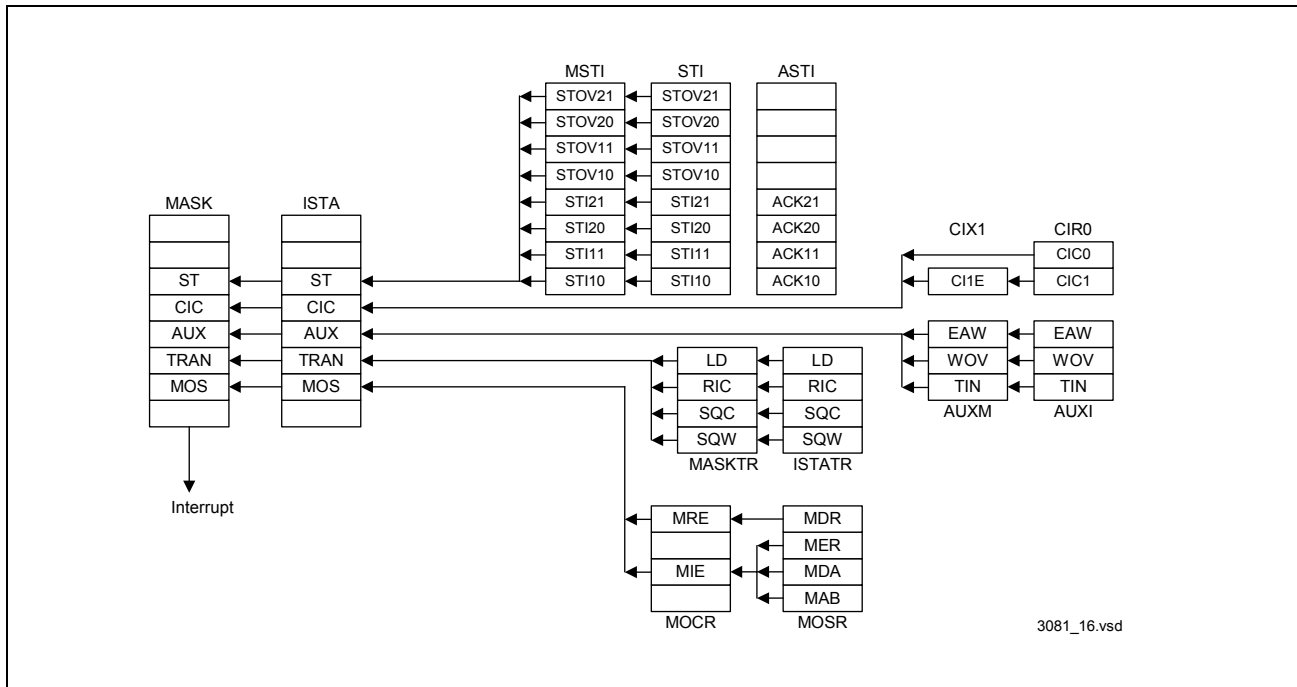 MSTI STI ASTI
STOV21 STOV21
STOV20 STOV20
STOV11 STOV11
STOV10 STOV10
MASK ISTA STI21 STI21 ACK21
STI20 STI20 ACK20 CIX1 CIR0
STI11 STI11 ACK11 CIC0
ST ST STI10 STI10 ACK10 CI1E CIC1
CIC CIC
AUX AUX EAW EAW
TRAN TRAN LD LD WOV WOV
MOS MOS RIC RIC TIN TIN
SQC SQC AUXM AUXI
SQW SQW
MASKTR ISTATR
Interrupt
MRE MDR
MER
MIE MDA
MAB
MOCR MOSR
3081_16.vsd